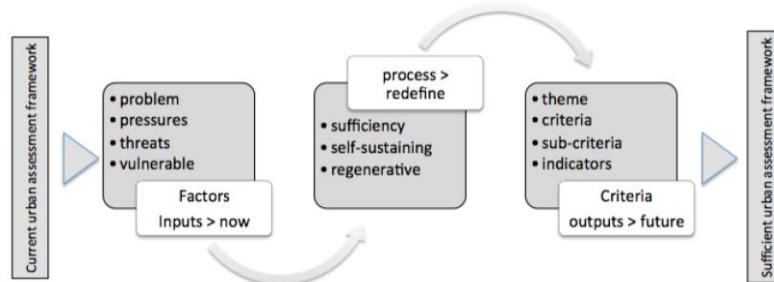 Current urban assessment framework
• problem
• pressures
• threats
• vulnerable
Factors
Inputs > now
process >
redefine
• sufficiency
• self-sustaining
• regenerative
• theme
• criteria
• sub-criteria
• indicators
Criteria
outputs > future
Sufficient urban assessment framework